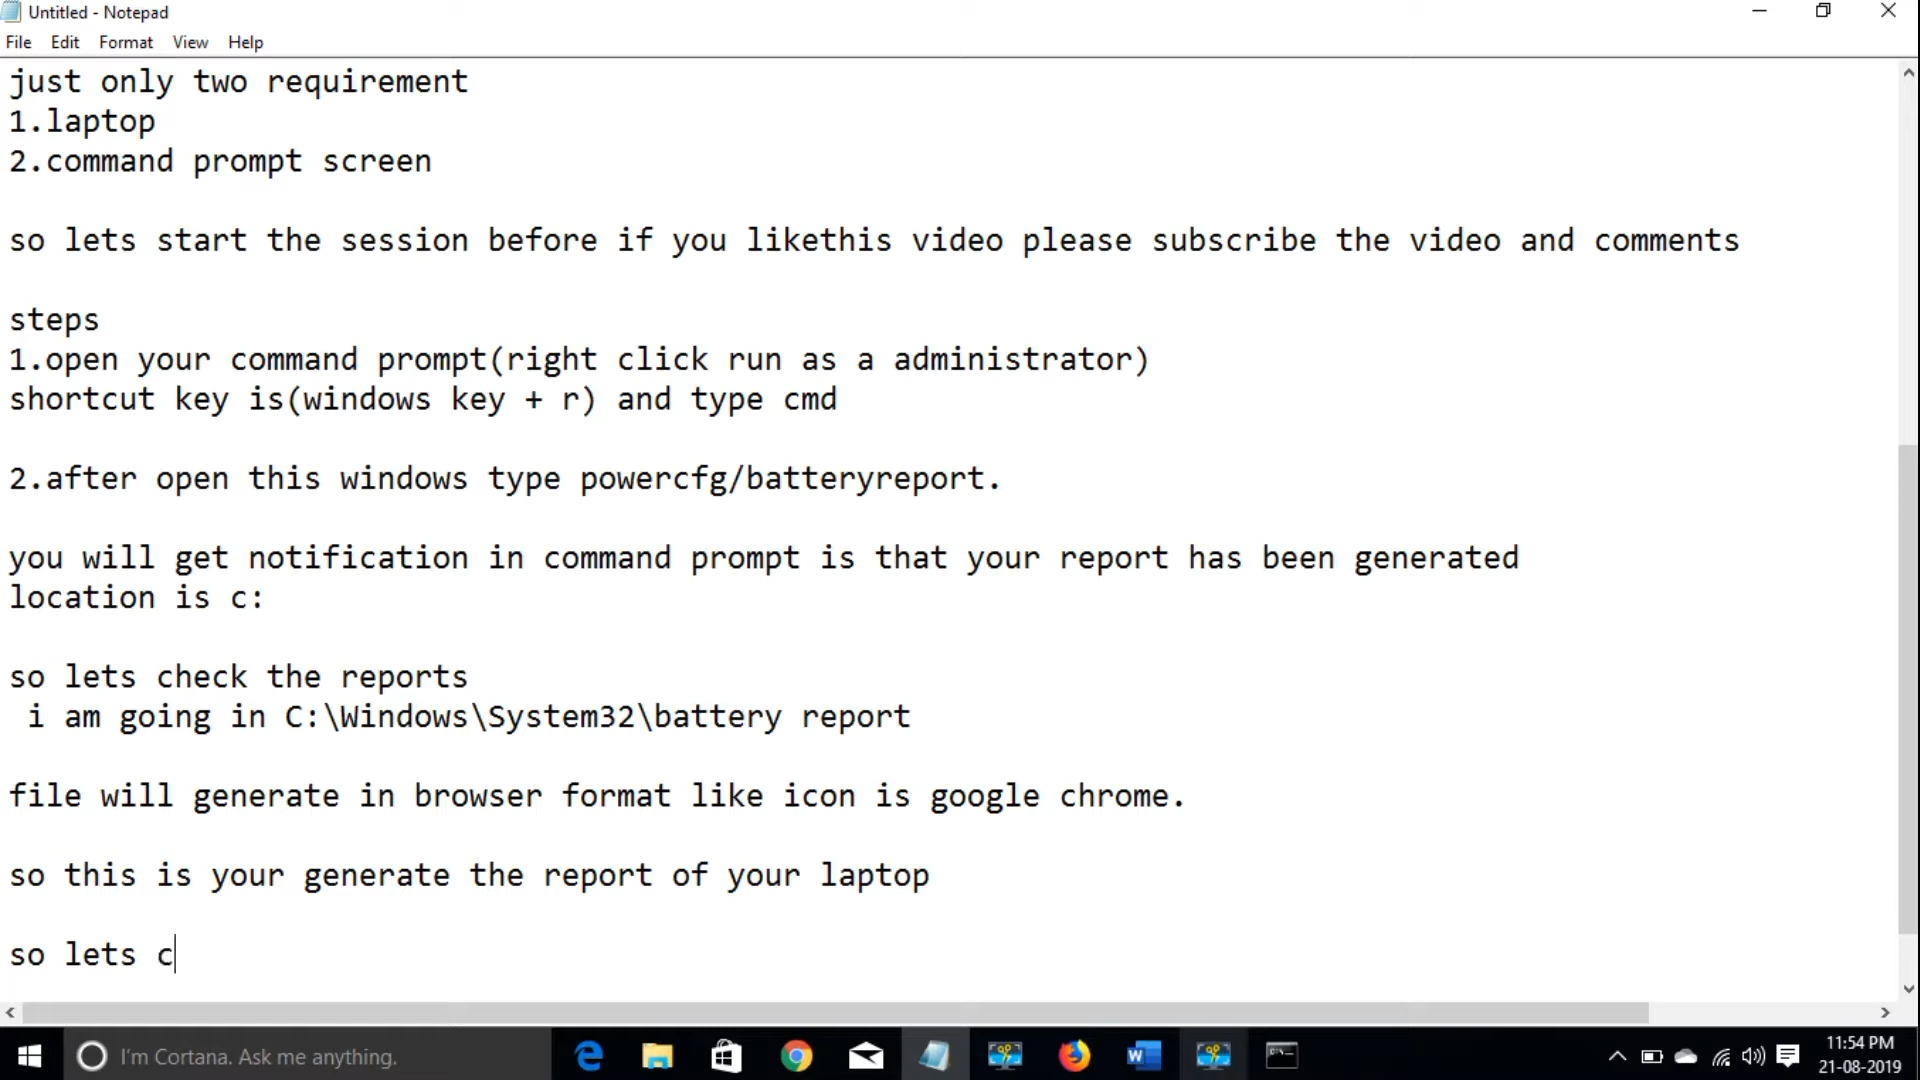 Untitled - Notepad
File Edit Format View Help
just only two requirement
1.laptop
2.command prompt screen
so lets start the session before if you likethis video please subscribe the video and comments
steps
1.open your command prompt(right click run as a administrator)
shortcut key is(windows key + r) and type cmd
2.after open this windows type powercfg/batteryreport.
you will get notification in command prompt is that your report has been generated
location is c:
so lets check the reports
i am going in C:\Windows\System32\battery report
file will generate in browser format like icon is google chrome.
so this is your generate the report of your laptop
so lets c
I'm Cortana. Ask me anything.
11:54 PM
21-08-2019